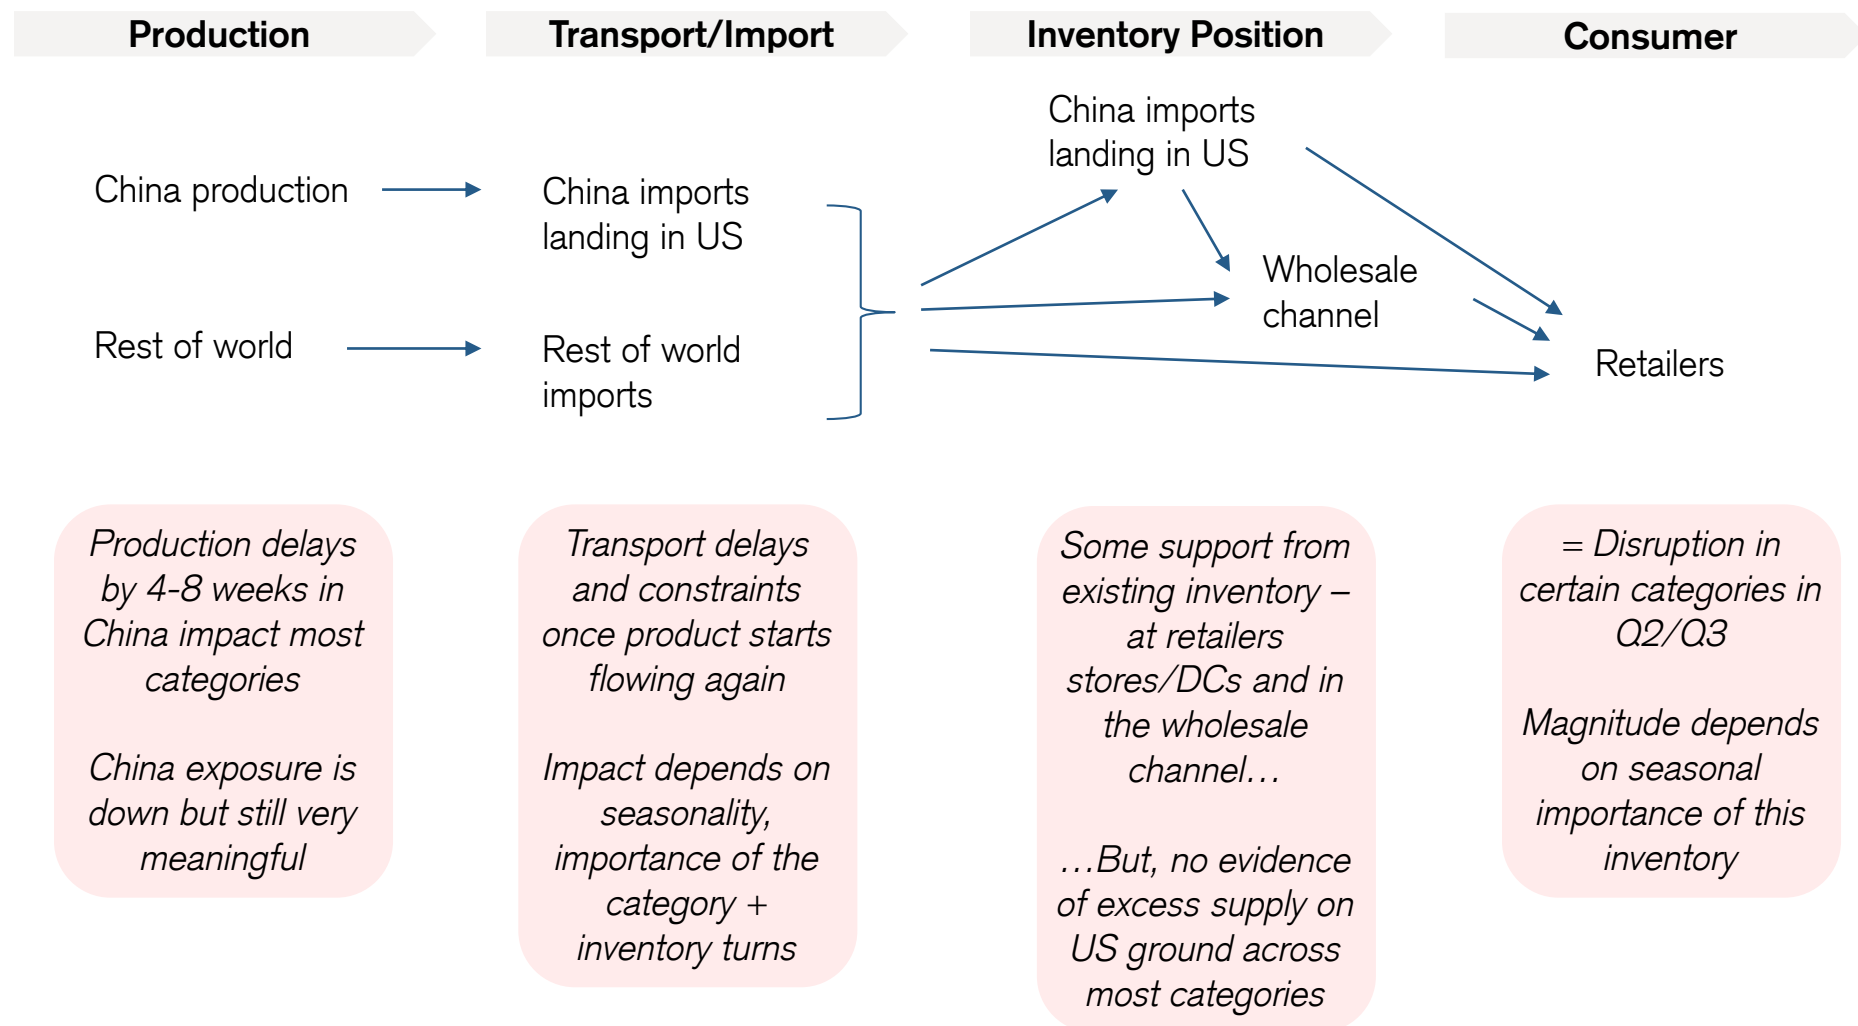 Production
Transport/Import
Inventory Position
Consumer
China production
China imports
landing in US
China imports
landing in US
Wholesale
channel
Rest of world
Rest of world
imports
Retailers
Production delays
by 4-8 weeks in
China impact most
categories
China exposure is
down but still very
meaningful
Transport delays
and constraints
once product starts
flowing again
Impact depends on
seasonality,
importance of the
category +
inventory turns
Some support from
existing inventory –
at retailers
stores/DCs and in
the wholesale
channel…
…But, no evidence
of excess supply on
US ground across
most categories
= Disruption in
certain categories in
Q2/Q3
Magnitude depends
on seasonal
importance of this
inventory